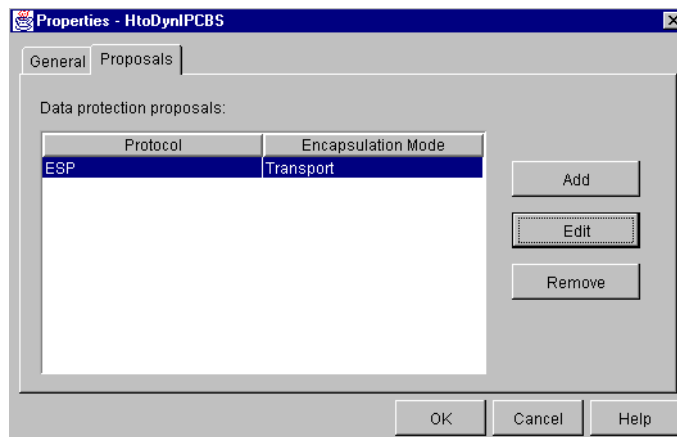 Properties - HtoDynIPCBS
General Proposals
Data protection proposals:
Protocol Encapsulation Mode
ESP Transport
Add
Edit
Remove
OK Cancel Help